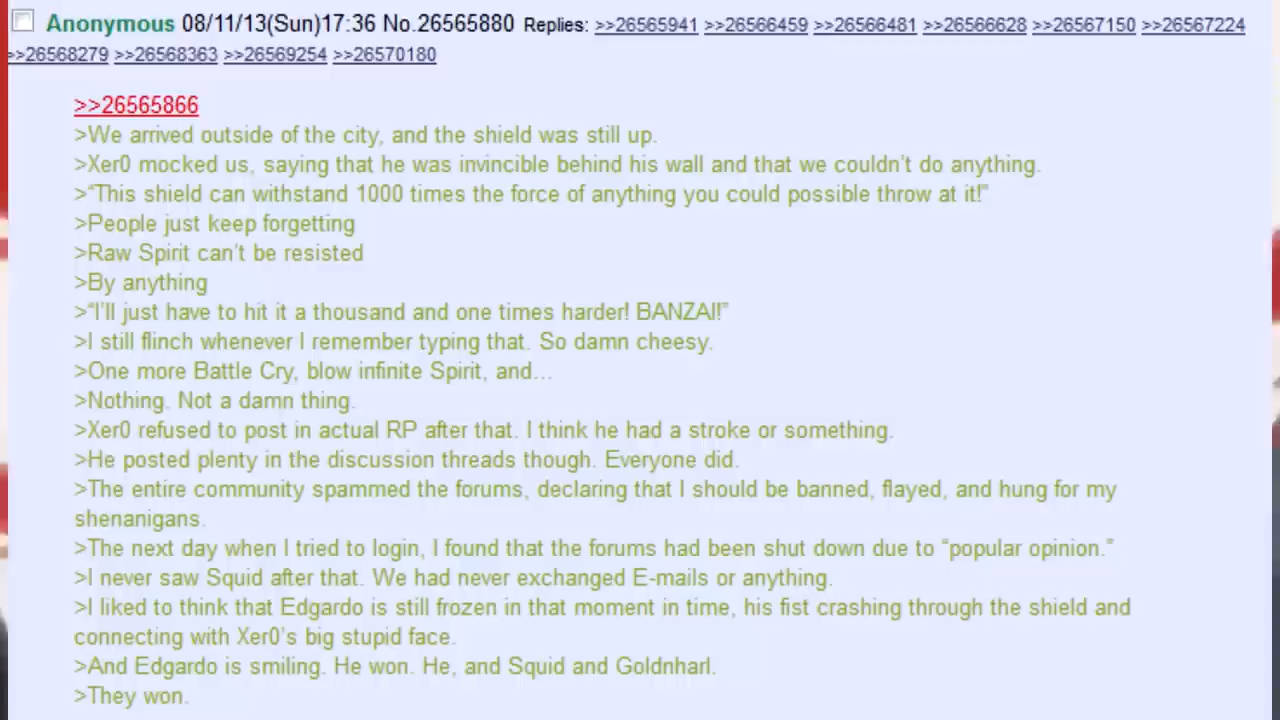 Anonymous 08/11/13(Sun)17:36 No.26565880 Replies: >>26565941 >>26566459 >>26566481 >>26566628 >>26567150 >>26567224
>>26568279 >>26568363 >>26569254 >>26570180
>>26565866
>We arrived outside of the city, and the shield was still up.
>Xer0 mocked us, saying that he was invincible behind his wall and that we couldn't do anything.
>“This shield can withstand 1000 times the force of anything you could possible throw at it!”
>People just keep forgetting
>Raw Spirit can't be resisted
>By anything
>“I'll just have to hit it a thousand and one times harder! BANZAI!”
>I still flinch whenever I remember typing that. So damn cheesy.
>One more Battle Cry, blow infinite Spirit, and…
>Nothing. Not a damn thing.
>Xer0 refused to post in actual RP after that. I think he had a stroke or something.
>He posted plenty in the discussion threads though. Everyone did.
>The entire community spammed the forums, declaring that I should be banned, flayed, and hung for my
shenanigans.
>The next day when I tried to login, I found that the forums had been shut down due to “popular opinion.”
>I never saw Squid after that. We had never exchanged E-mails or anything.
>I liked to think that Edgardo is still frozen in that moment in time, his fist crashing through the shield and
connecting with Xer0's big stupid face.
>And Edgardo is smiling. He won. He, and Squid and Goldnharl.
>They won.